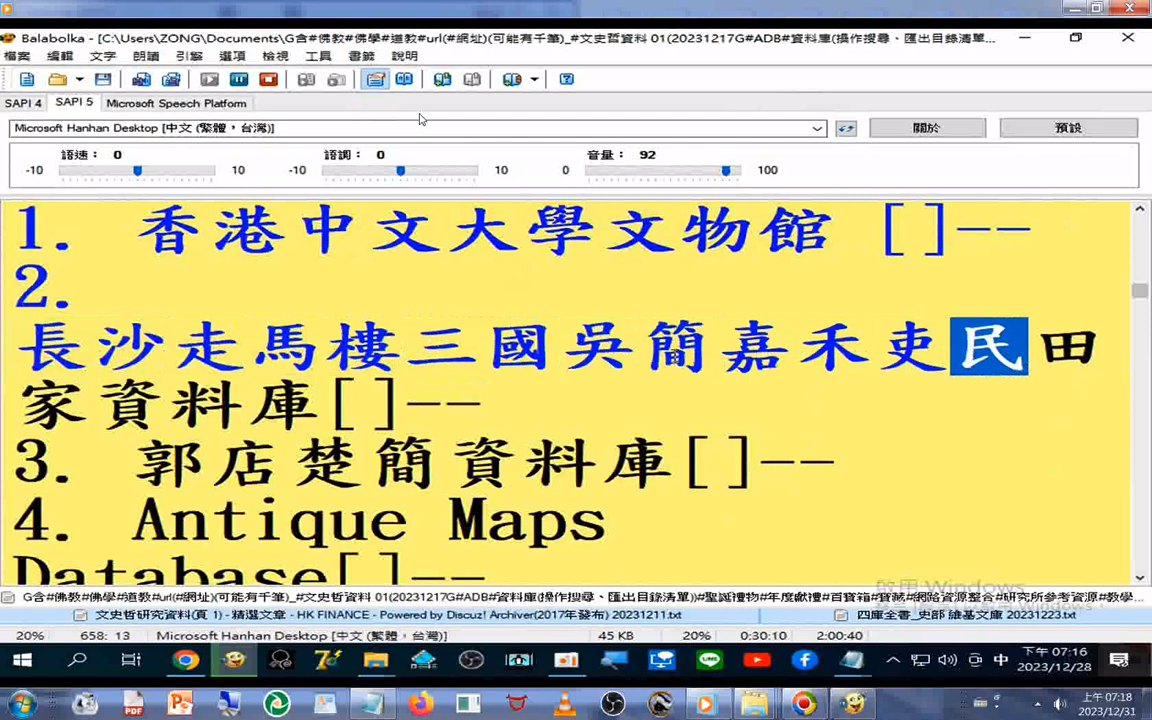 Balabolka - [C:\Users\ZONG\Documents\G含#佛教#佛學#道教#url(#網址)(可能有千筆)_#文史哲資料 01(20231217G#ADB#資料庫(操作搜尋、匯出目錄清單...
檔案 編輯 文字 朗讀 引擎 選項 檢視 工具 書籤 說明
SAPI 4 SAPI 5 Microsoft Speech Platform
Microsoft Hanhan Desktop [中文 (繁體，台灣)] 關於 預設
語速： 0 語調： 0 音量： 92
-10 10 -10 10 0 100
1. 香港中文大學文物館 []--
2.
長沙走馬樓三國吳簡嘉禾吏民田
家資料庫[]--
3. 郭店楚簡資料庫[]--
4. Antique Maps
Database[]--
啟用 Windows
G含#佛教#佛學#道教#url(#網址)(可能有千筆)_#文史哲資料 01(20231217G#ADB#資料庫(操作搜尋、匯出目錄清單))#聖誕禮物#年度獻禮#百寶箱#寶藏#網路資源整合#研究所參考資源#教學...
文史哲研究資料(頁 1) - 精選文章 - HK FINANCE - Powered by Discuz! Archiver(2017年發布) 20231211.txt 四庫全書_史部 維基文庫 20231223.txt
20% 658: 13 Microsoft Hanhan Desktop [中文 (繁體，台灣)] 45 KB 20% 0:30:10 2:00:40
中 下午 07:16
2023/12/28
上午 07:18
2023/12/31